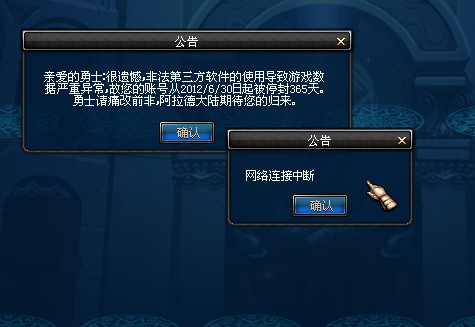 公告
亲爱的勇士:很遗憾,非法第三方软件的使用导致游戏数
据严重异常,故您的账号从2012/6/30日起被停封365天。
勇士请痛改前非,阿拉德大陆期待您的归来。
确认
公告
网络连接中断
确认